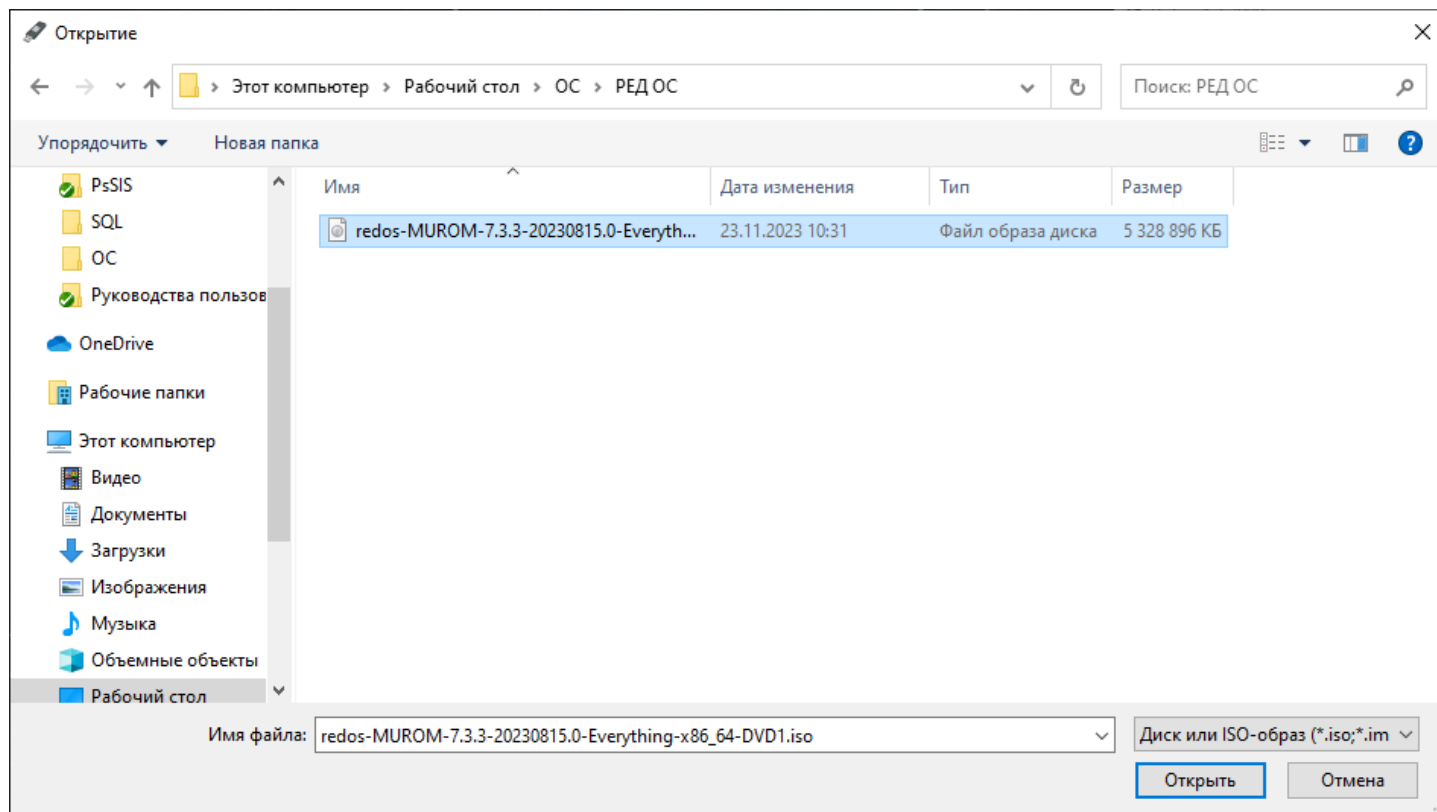 Открытие
Этот компьютер > Рабочий стол > ОС > РЕД ОС
Поиск: РЕД ОС
Упорядочить
Новая папка
PsSIS
SQL
ОС
Руководства пользов
OneDrive
Рабочие папки
Этот компьютер
Видео
Документы
Загрузки
Изображения
Музыка
Объемные объекты
Рабочий стол
Имя Дата изменения Тип Размер
redos-MUROM-7.3.3-20230815.0-Everyth... 23.11.2023 10:31 Файл образа диска 5 328 896 КБ
Имя файла: redos-MUROM-7.3.3-20230815.0-Everything-x86_64-DVD1.iso
Диск или ISO-образ (*.iso;*.im
Открыть
Отмена